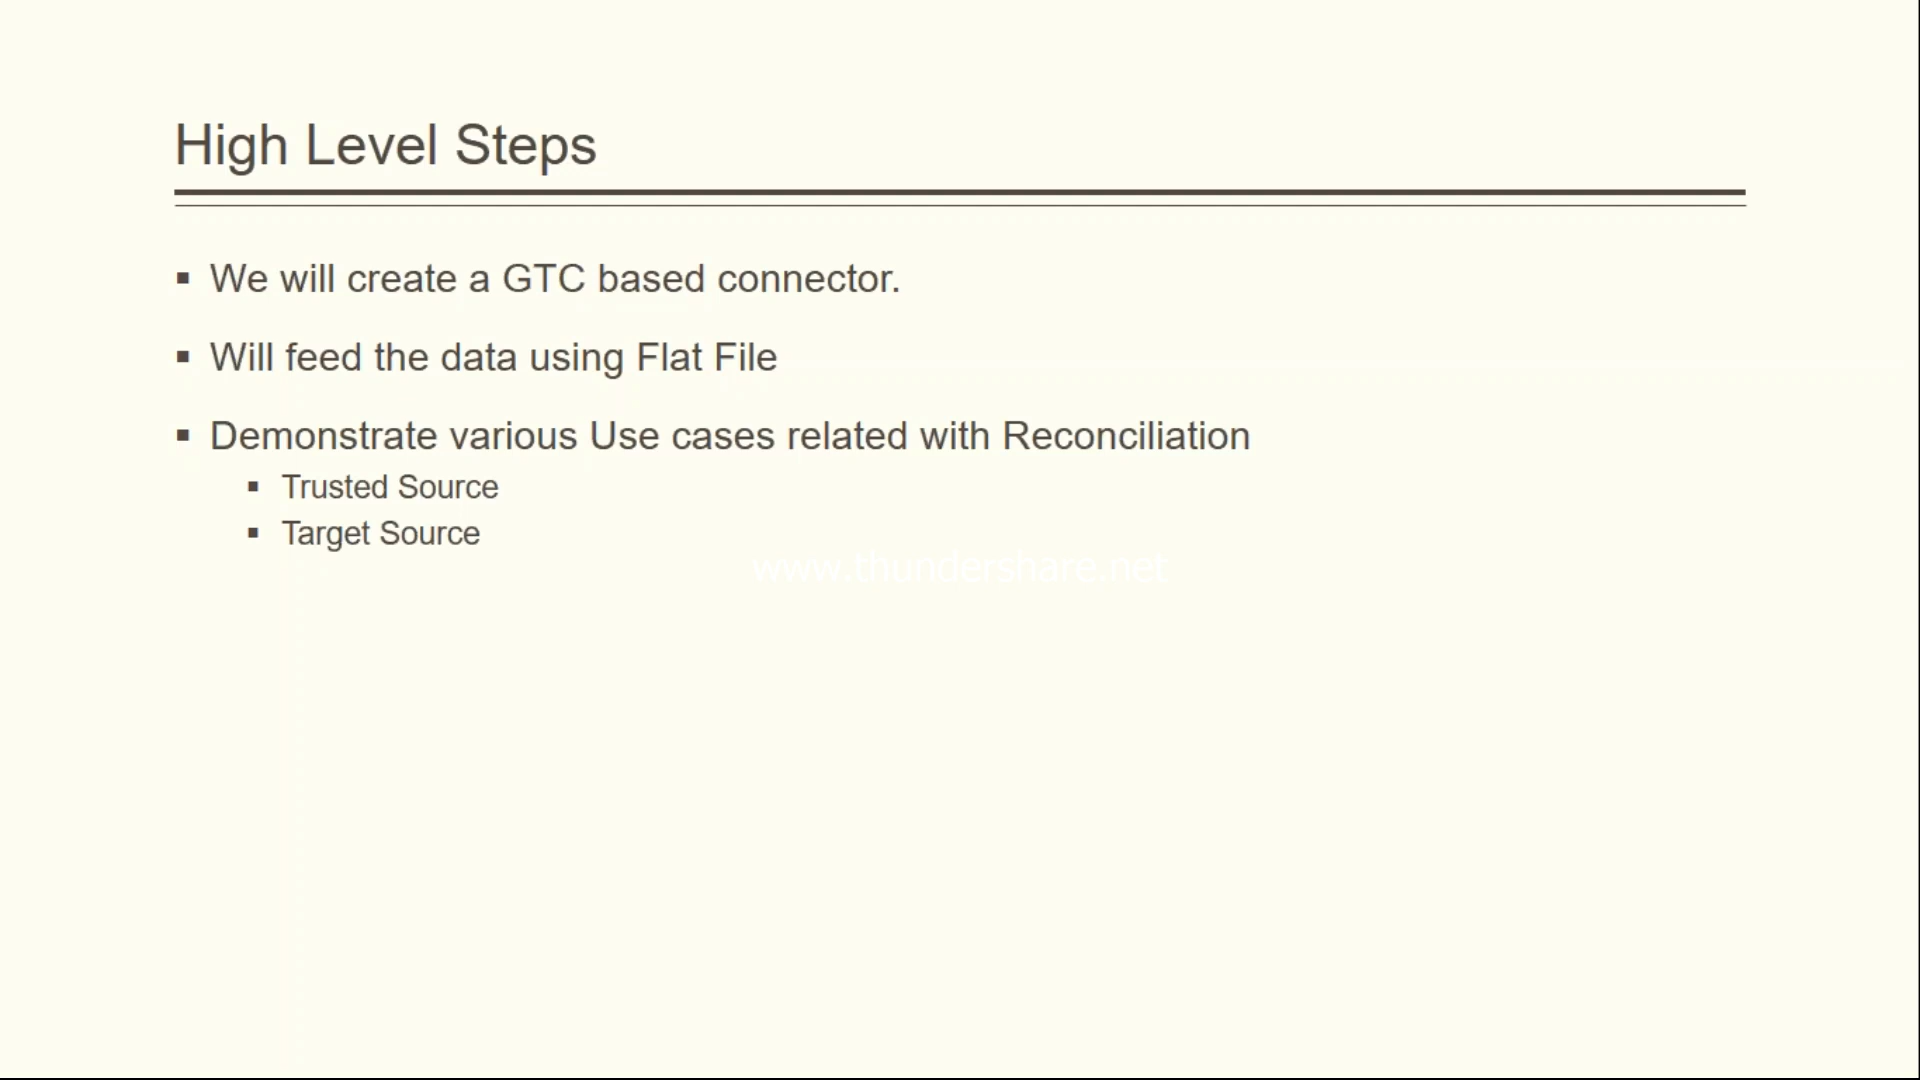 High Level Steps
We will create a GTC based connector.
Will feed the data using Flat File
Demonstrate various Use cases related with Reconciliation
Trusted Source
Target Source
www.thundershare.net